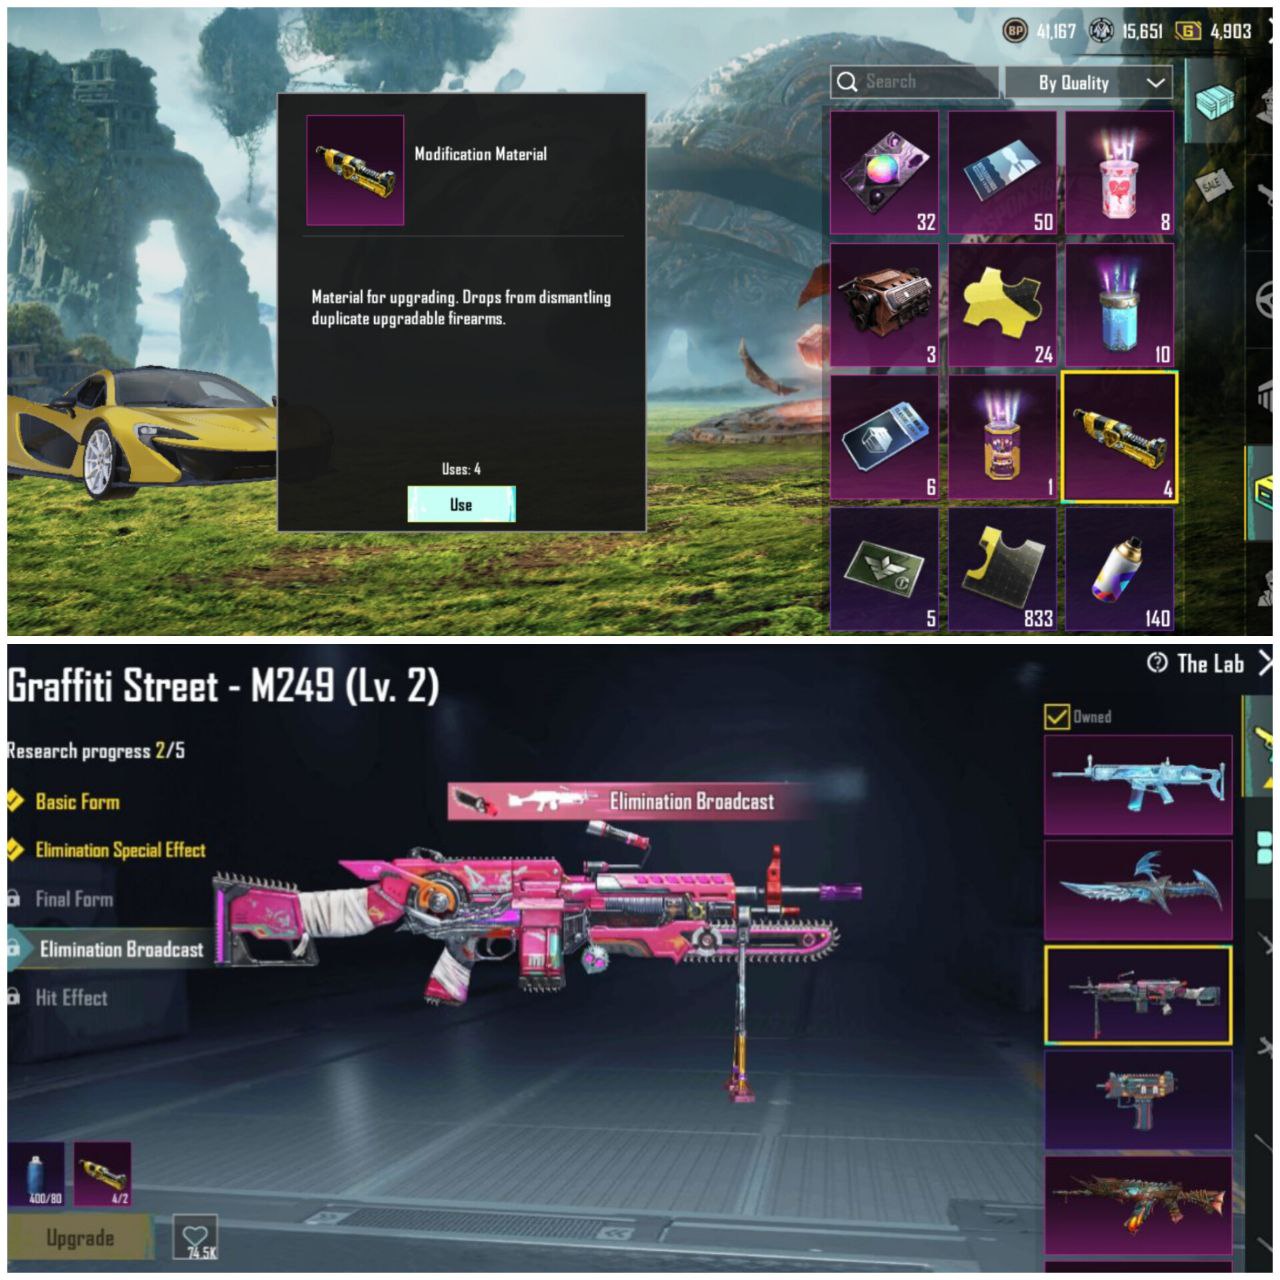 BP 41,167 15,651 G 4,903
Search
By Quality
Modification Material
SALE
32
50
8
Material for upgrading. Drops from dismantling
duplicate upgradable firearms.
3
24
10
Uses: 4
Use
6
1
4
5
833
140
Graffiti Street - M249 (Lv. 2)
The Lab
Research progress 2/5
Owned
Basic Form
Elimination Broadcast
Elimination Special Effect
Final Form
Elimination Broadcast
Hit Effect
400/80
4/2
Upgrade
74.5K